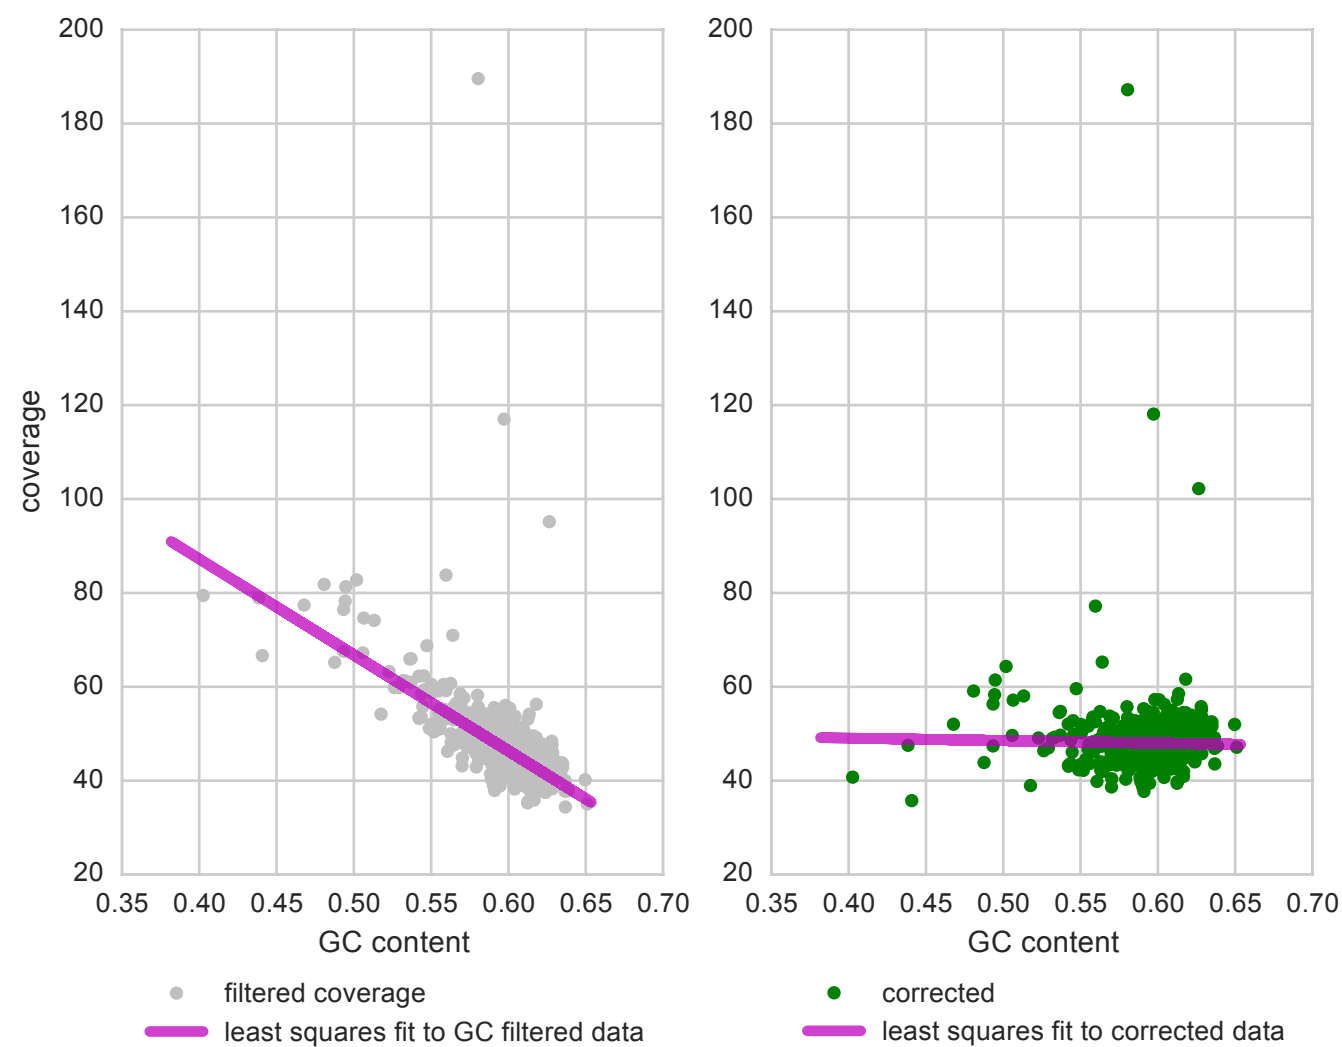 200
180
160
140
120
100
80
60
40
20
coverage
0.35 0.40 0.45 0.50 0.55 0.60 0.65 0.70
GC content
filtered coverage
least squares fit to GC filtered data
200
180
160
140
120
100
80
60
40
20
0.35 0.40 0.45 0.50 0.55 0.60 0.65 0.70
GC content
corrected
least squares fit to corrected data